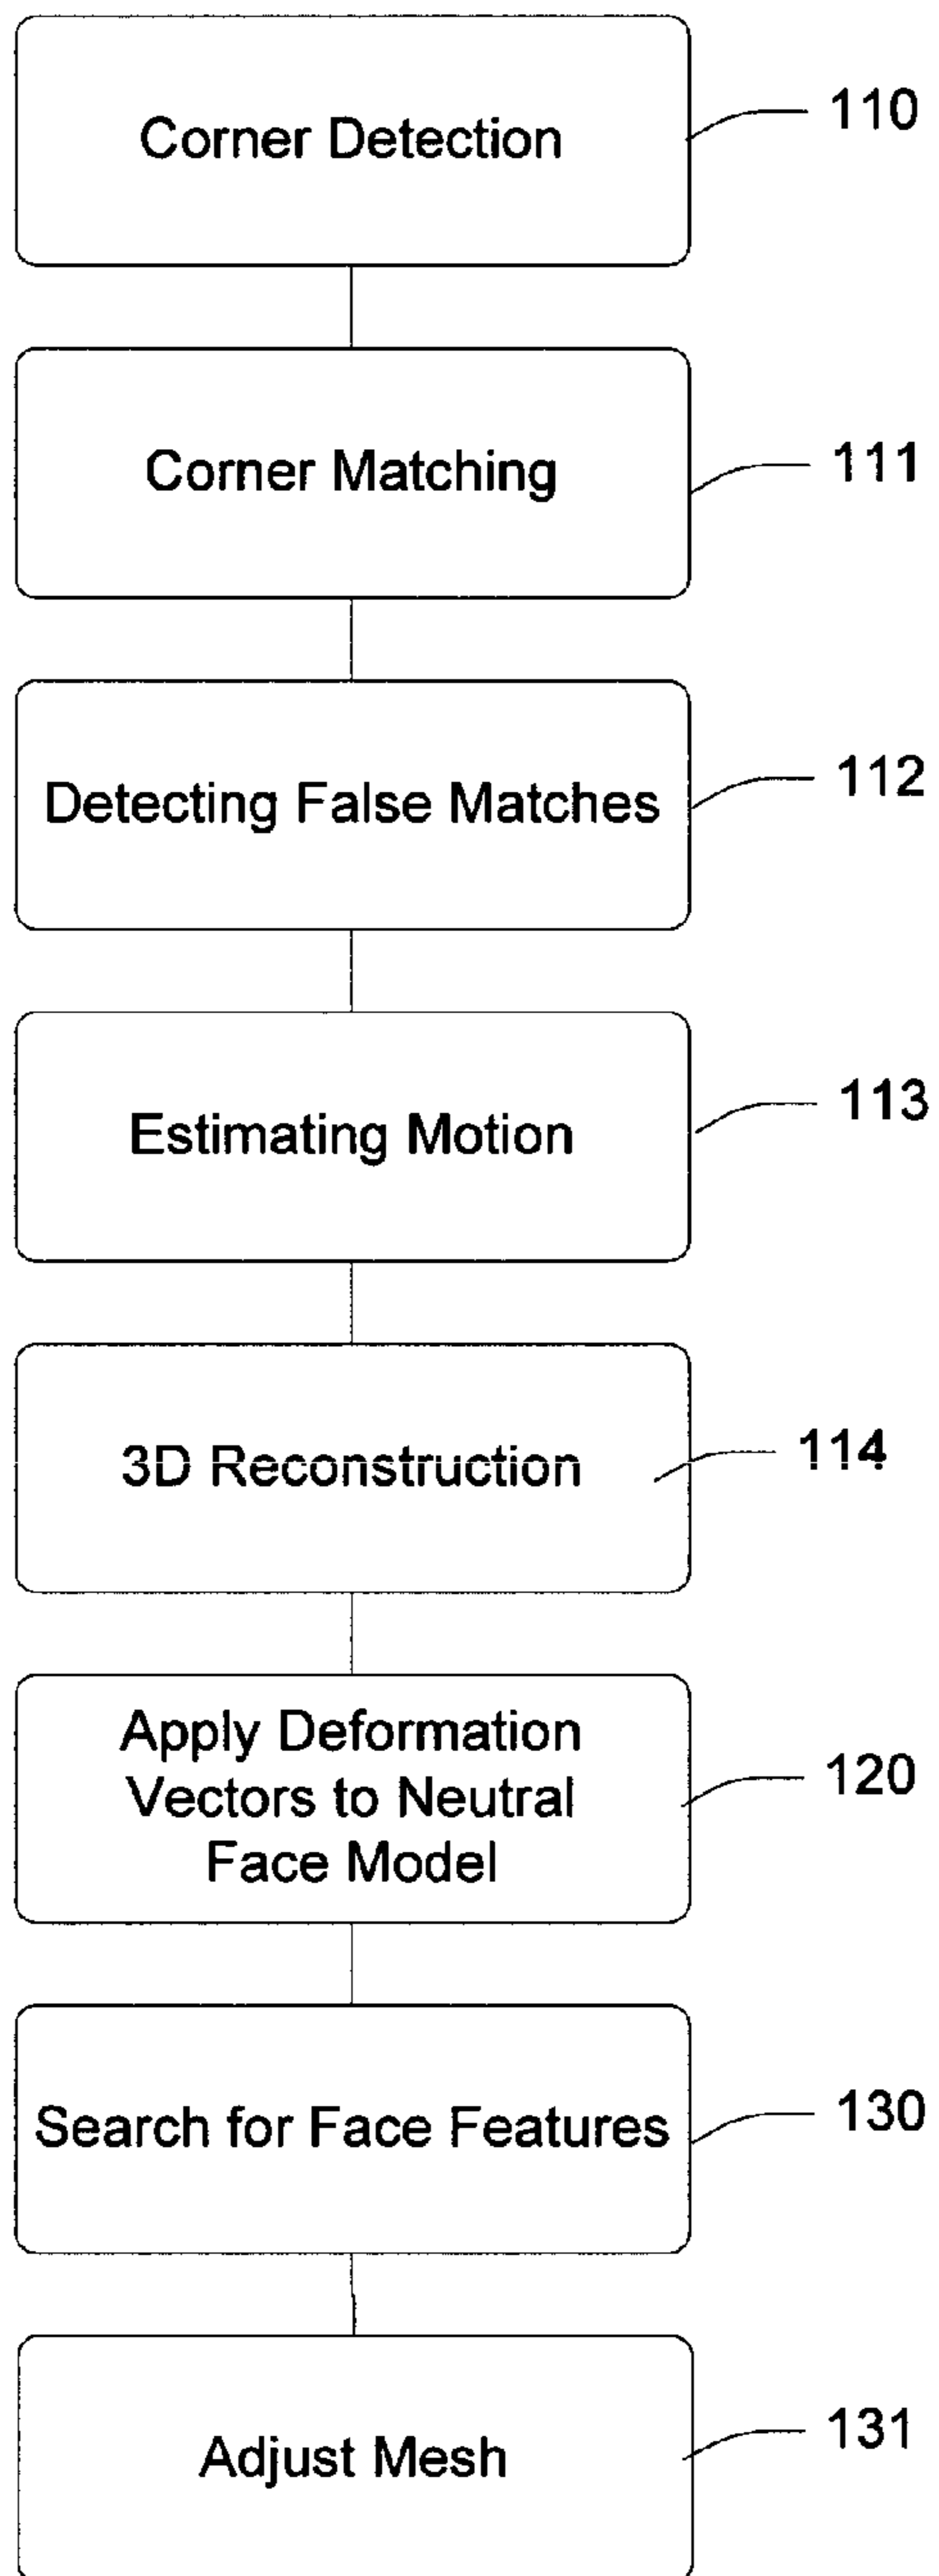 Corner Detection
110
Corner Matching
111
Detecting False Matches
112
Estimating Motion
113
3D Reconstruction
114
Apply Deformation
Vectors to Neutral
Face Model
120
Search for Face Features
130
Adjust Mesh
131